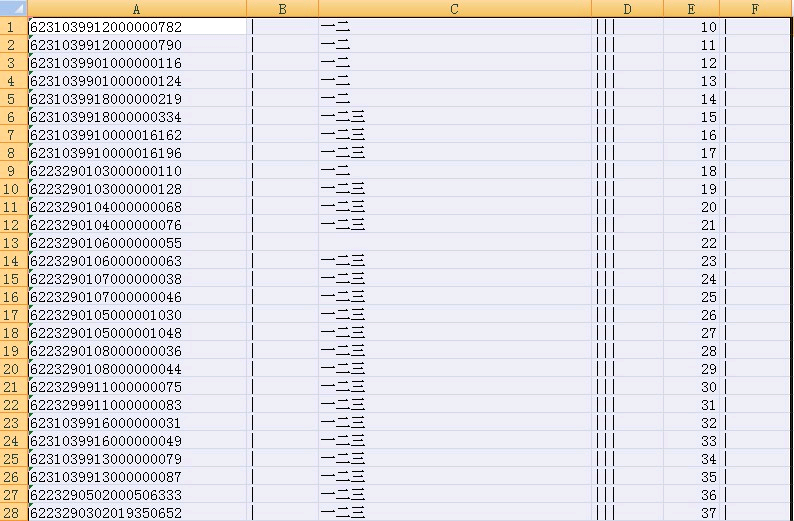 A B C D E F
1 6231039912000000782 | 一二 ||| 10 |
2 6231039912000000790 | 一二 ||| 11 |
3 6231039901000000116 | 一二 ||| 12 |
4 6231039901000000124 | 一二 ||| 13 |
5 6231039918000000219 | 一二 ||| 14 |
6 6231039918000000334 | 一二三 ||| 15 |
7 6231039910000016162 | 一二三 ||| 16 |
8 6231039910000016196 | 一二三 ||| 17 |
9 6223290103000000110 | 一二 ||| 18 |
10 6223290103000000128 | 一二三 ||| 19 |
11 6223290104000000068 | 一二三 ||| 20 |
12 6223290104000000076 | 一二三 ||| 21 |
13 6223290106000000055 | ||| 22 |
14 6223290106000000063 | 一二三 ||| 23 |
15 6223290107000000038 | 一二三 ||| 24 |
16 6223290107000000046 | 一二三 ||| 25 |
17 6223290105000001030 | 一二三 ||| 26 |
18 6223290105000001048 | 一二三 ||| 27 |
19 6223290108000000036 | 一二三 ||| 28 |
20 6223290108000000044 | 一二三 ||| 29 |
21 6223299911000000075 | 一二三 ||| 30 |
22 6223299911000000083 | 一二三 ||| 31 |
23 6231039916000000031 | 一二三 ||| 32 |
24 6231039916000000049 | 一二三 ||| 33 |
25 6231039913000000079 | 一二三 ||| 34 |
26 6231039913000000087 | 一二三 ||| 35 |
27 6223290502000506333 | 一二三 ||| 36 |
28 6223290302019350652 | 一二三 ||| 37 |